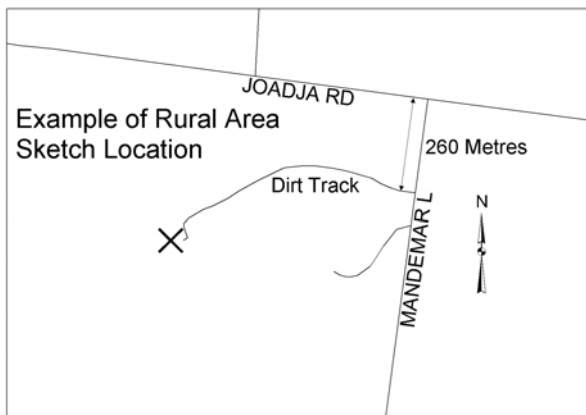 JOADJA RD
Example of Rural Area
Sketch Location
260 Metres
Dirt Track
N
MANDEMAR L